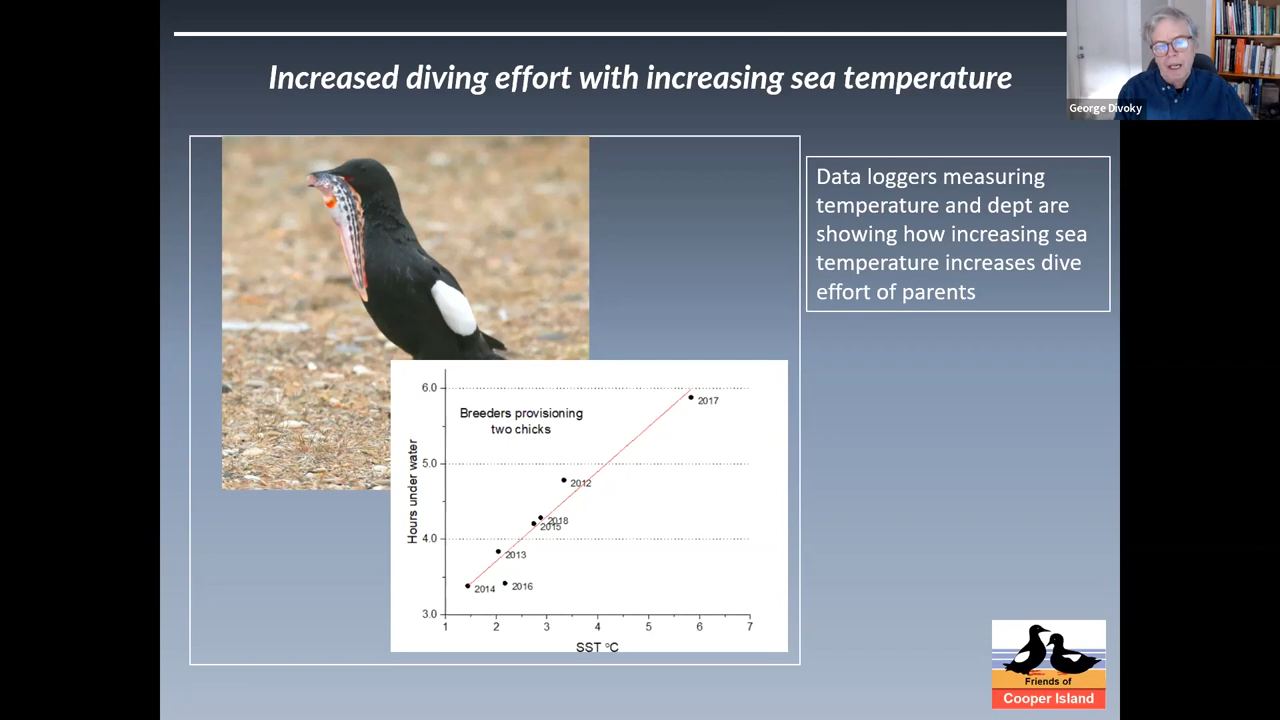 Increased diving effort with increasing sea temperature
George Divoky
Data loggers measuring
temperature and dept are
showing how increasing sea
temperature increases dive
effort of parents
Breeders provisioning
two chicks
Hours under water
6.0
5.0
4.0
3.0
2017
2012
2018
2015
2013
2016
2014
1 2 3 4 5 6 7
SST ºC
Friends of
Cooper Island